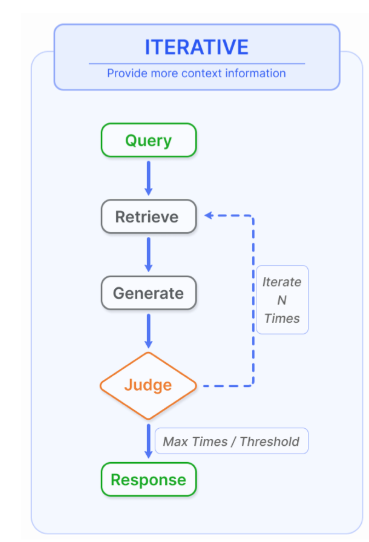 ITERATIVE
Provide more context information
Query
Retrieve
Generate
Iterate
N
Times
Judge
Max Times / Threshold
Response